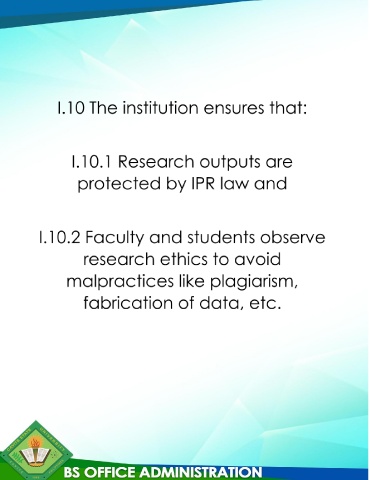 I.10 The institution ensures that:
I.10.1 Research outputs are
protected by IPR law and
I.10.2 Faculty and students observe
research ethics to avoid
malpractices like plagiarism,
fabrication of data, etc.
BS OFFICE ADMINISTRATION